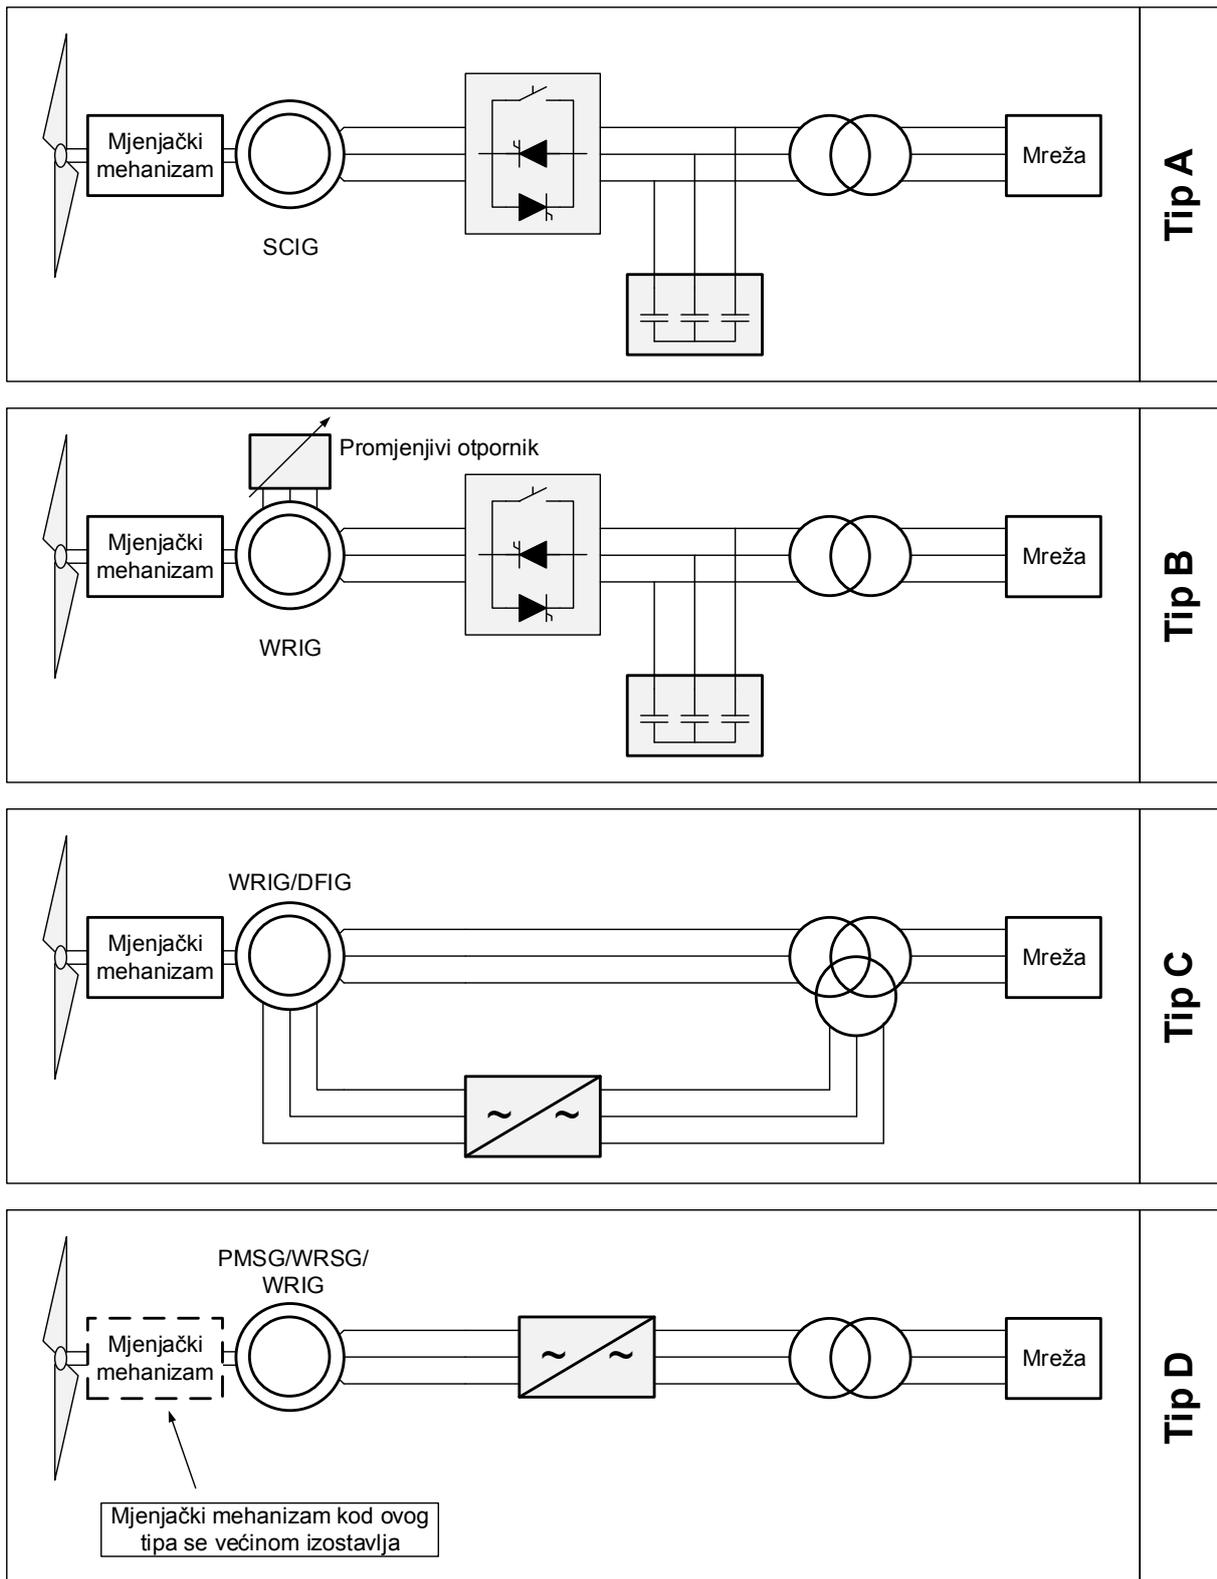 Mjenjački
mehanizam
SCIG
Mreža
Tip A
Promjenjivi otpornik
Mjenjački
mehanizam
WRIG
Mreža
Tip B
WRIG/DFIG
Mjenjački
mehanizam
~ ~
Mreža
Tip C
PMSG/WRSG/
WRIG
Mjenjački
mehanizam
~ ~
Mreža
Tip D
Mjenjački mehanizam kod ovog
tipa se većinom izostavlja